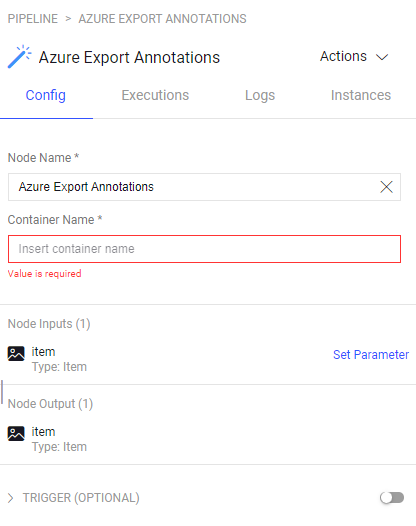 PIPELINE > AZURE EXPORT ANNOTATIONS
Azure Export Annotations
Actions
Config Executions Logs Instances
Node Name *
Azure Export Annotations
Container Name *
Insert container name
Value is required
Node Inputs (1)
item
Set Parameter
Type: Item
Node Output (1)
item
Type: Item
TRIGGER (OPTIONAL)